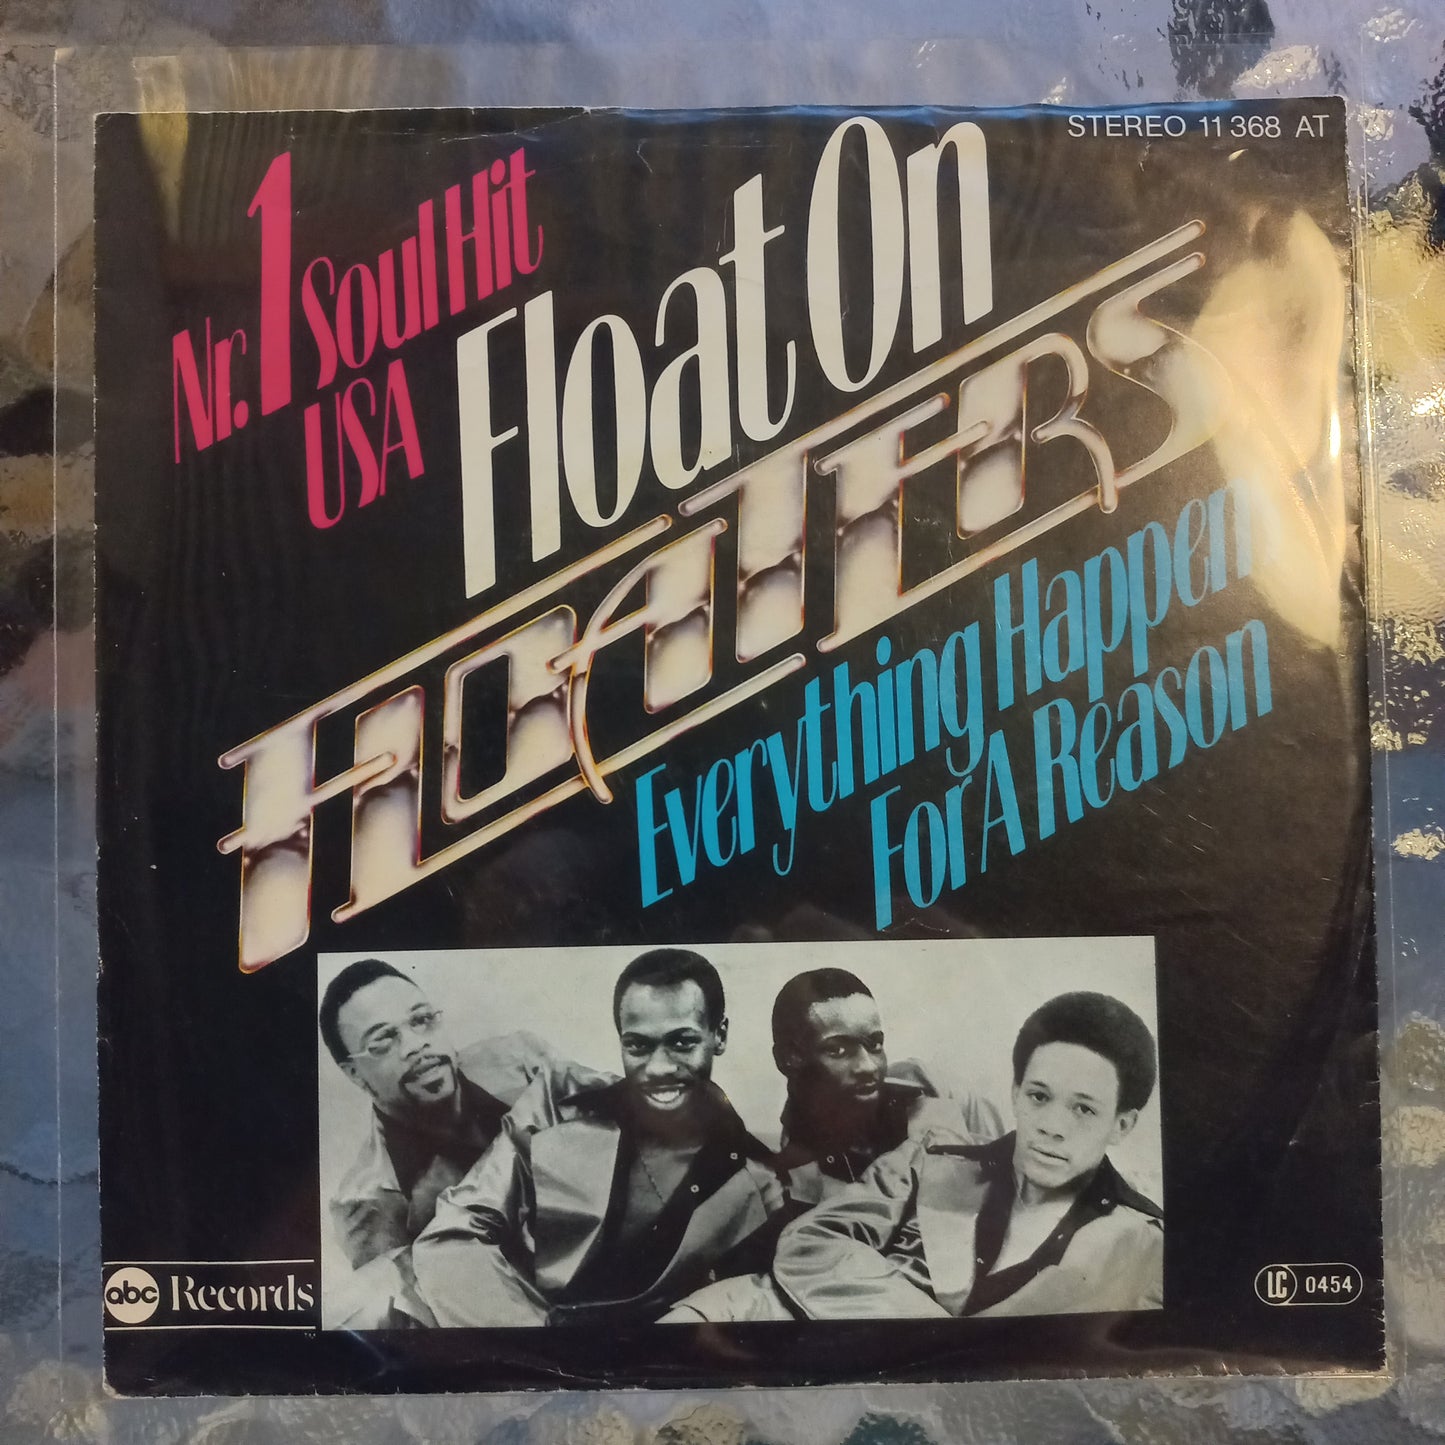 STEREO 11 368 AT
Nr. 1 Soul Hit
USA
Float On
FLOATERS
Everything Happens
For A Reason
abc Records
TM
LC 0454